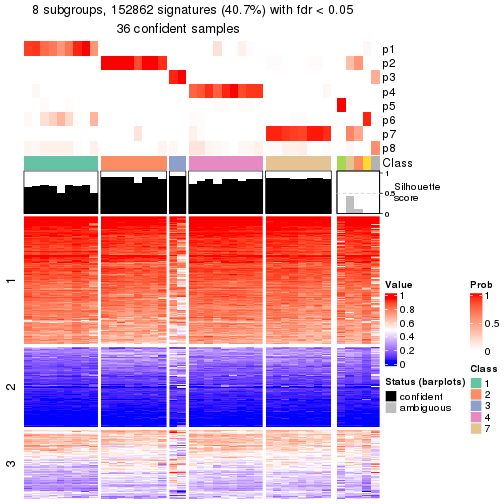 8 subgroups, 152862 signatures (40.7%) with fdr < 0.05
36 confident samples
p1
p2
p3
p4
p5
p6
p7
p8
Class
1
0.5
0
Silhouette
score
1
2
3
Value
1
0.8
0.6
0.4
0.2
0
Prob
1
0.5
0
Status (barplots)
confident
ambiguous
Class
1
2
3
4
7